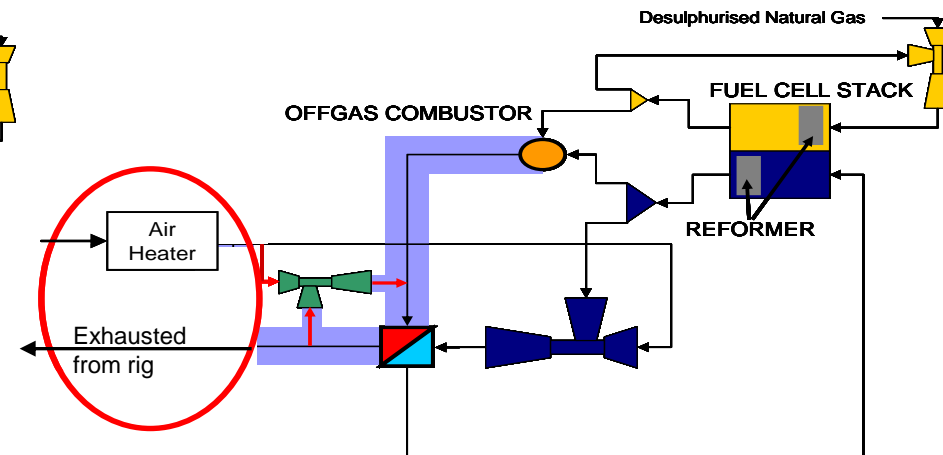 Desulphurised Natural Gas
FUEL CELL STACK
OFFGAS COMBUSTOR
REFORMER
Air
Heater
Exhausted
from rig